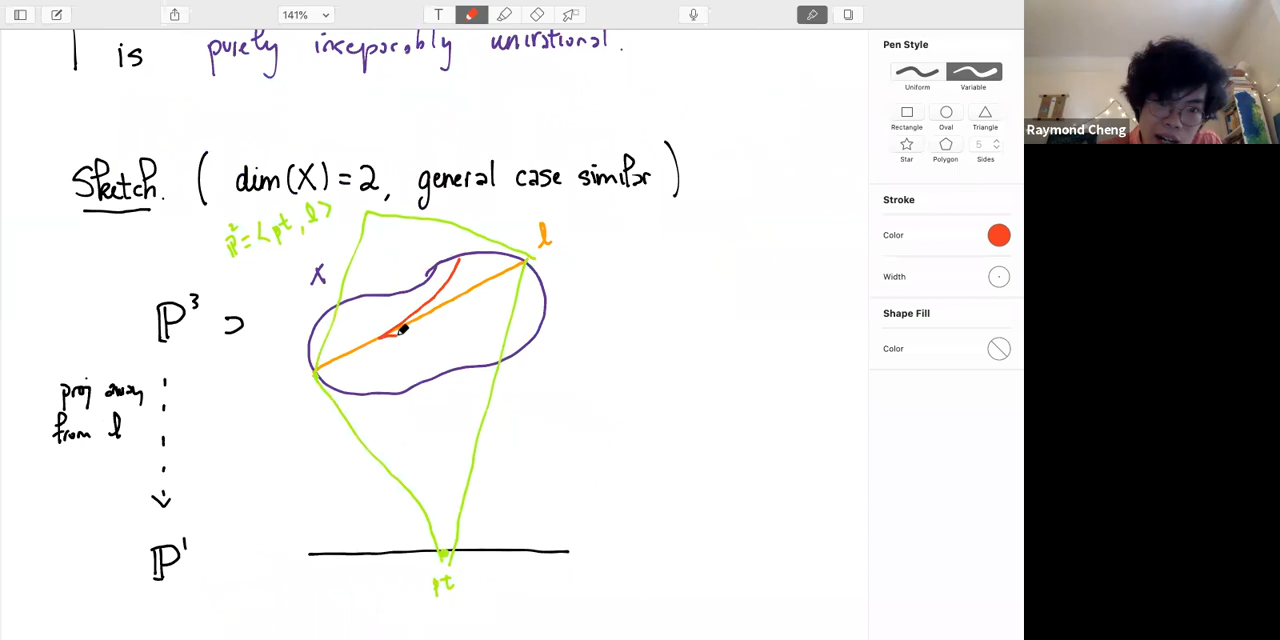 141%
T
Pen Style
Uniform Variable
Rectangle Oval Triangle
5
Star Polygon Sides
Stroke
Color
Width
Shape Fill
Color
Raymond Cheng
is purely inseparably unirational.
Sketch. ( dim(X) = 2, general case similar )
P² = <pt, l>
l
X
P³ ⊃
proj away
from l
P¹
pt